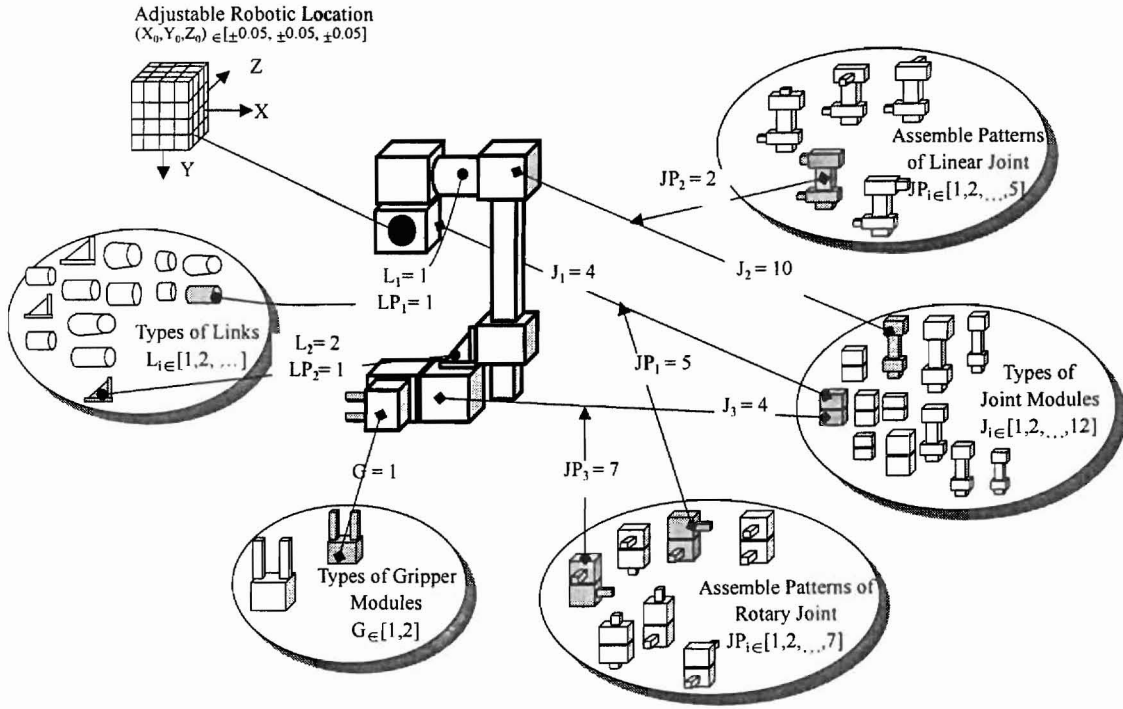 Adjustable Robotic Location
(X₀,Y₀,Z₀) ∈[±0.05, ±0.05, ±0.05]
Z
X
Y
Assemble Patterns
of Linear Joint
JPᵢ∈[1,2,…,5]
JP₂ = 2
L₁= 1
LP₁= 1
J₁= 4
J₂= 10
Types of Links
Lᵢ∈[1,2, …]
L₂= 2
LP₂= 1
JP₁= 5
Types of
Joint Modules
Jᵢ∈[1,2,…,12]
J₃= 4
G = 1
JP₃= 7
Types of Gripper
Modules
G∈[1,2]
Assemble Patterns of
Rotary Joint
JPᵢ∈[1,2,…,7]